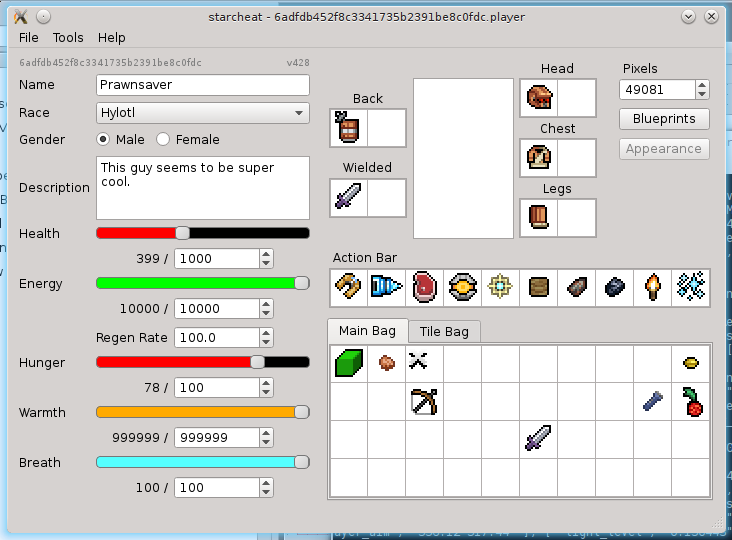 starcheat - 6adfdb452f8c3341735b2391be8c0fdc.player
File Tools Help
6adfdb452f8c3341735b2391be8c0fdc v428
Name Prawnsaver
Race Hylotl
Gender Male Female
Description This guy seems to be super
cool.
Health
399 / 1000
Energy
10000 / 10000
Regen Rate 100.0
Hunger
78 / 100
Warmth
999999 / 999999
Breath
100 / 100
Back
Wielded
Head
Chest
Legs
Pixels
49081
Blueprints
Appearance
Action Bar
Main Bag Tile Bag